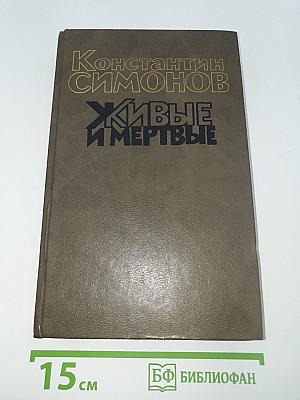 Константин
СИМОНОВ
ЖИВЫЕ
И МЕРТВЫЕ
15 см
БФ БИБЛИОФАН